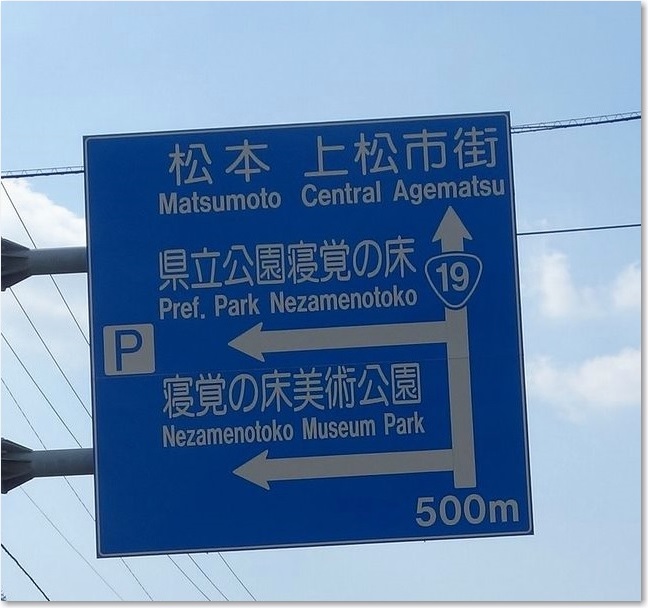 松本 上松市街
Matsumoto Central Agematsu
県立公園寝覚の床
19
Pref. Park Nezamenotoko
P
寝覚の床美術公園
Nezamenotoko Museum Park
500m